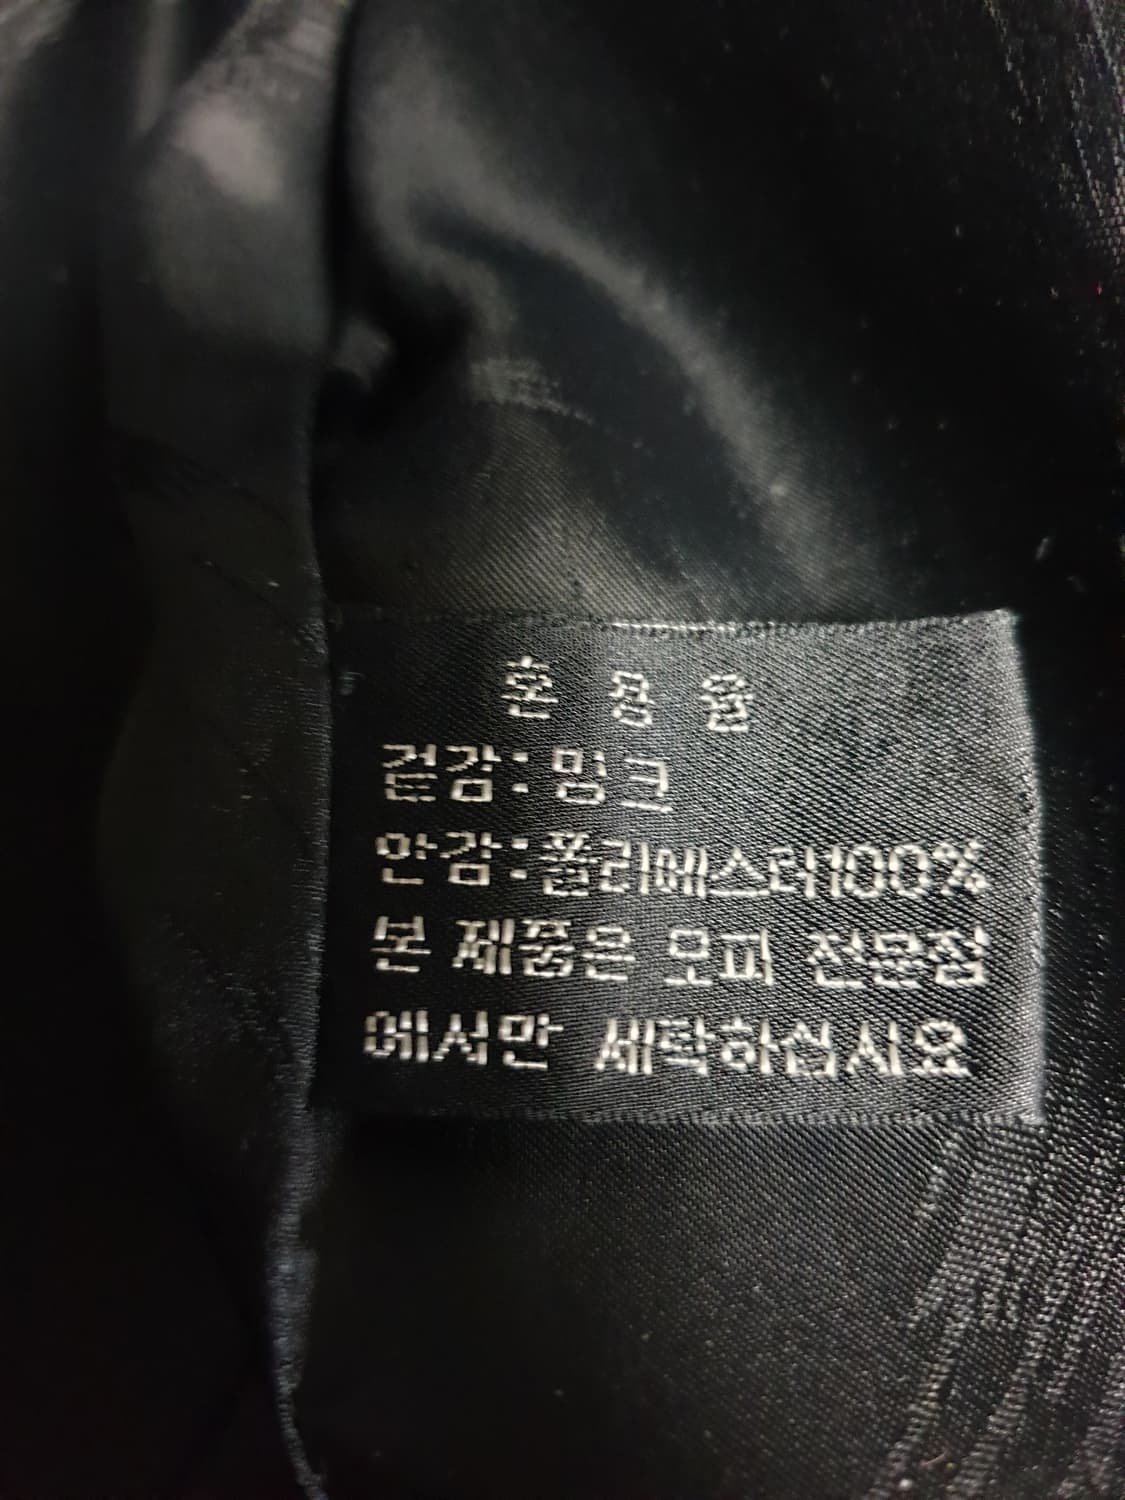 혼 용 율
겉감:밍크
안감:폴리에스터100%
본 제품은 모피 전문점
에서만 세탁하십시요